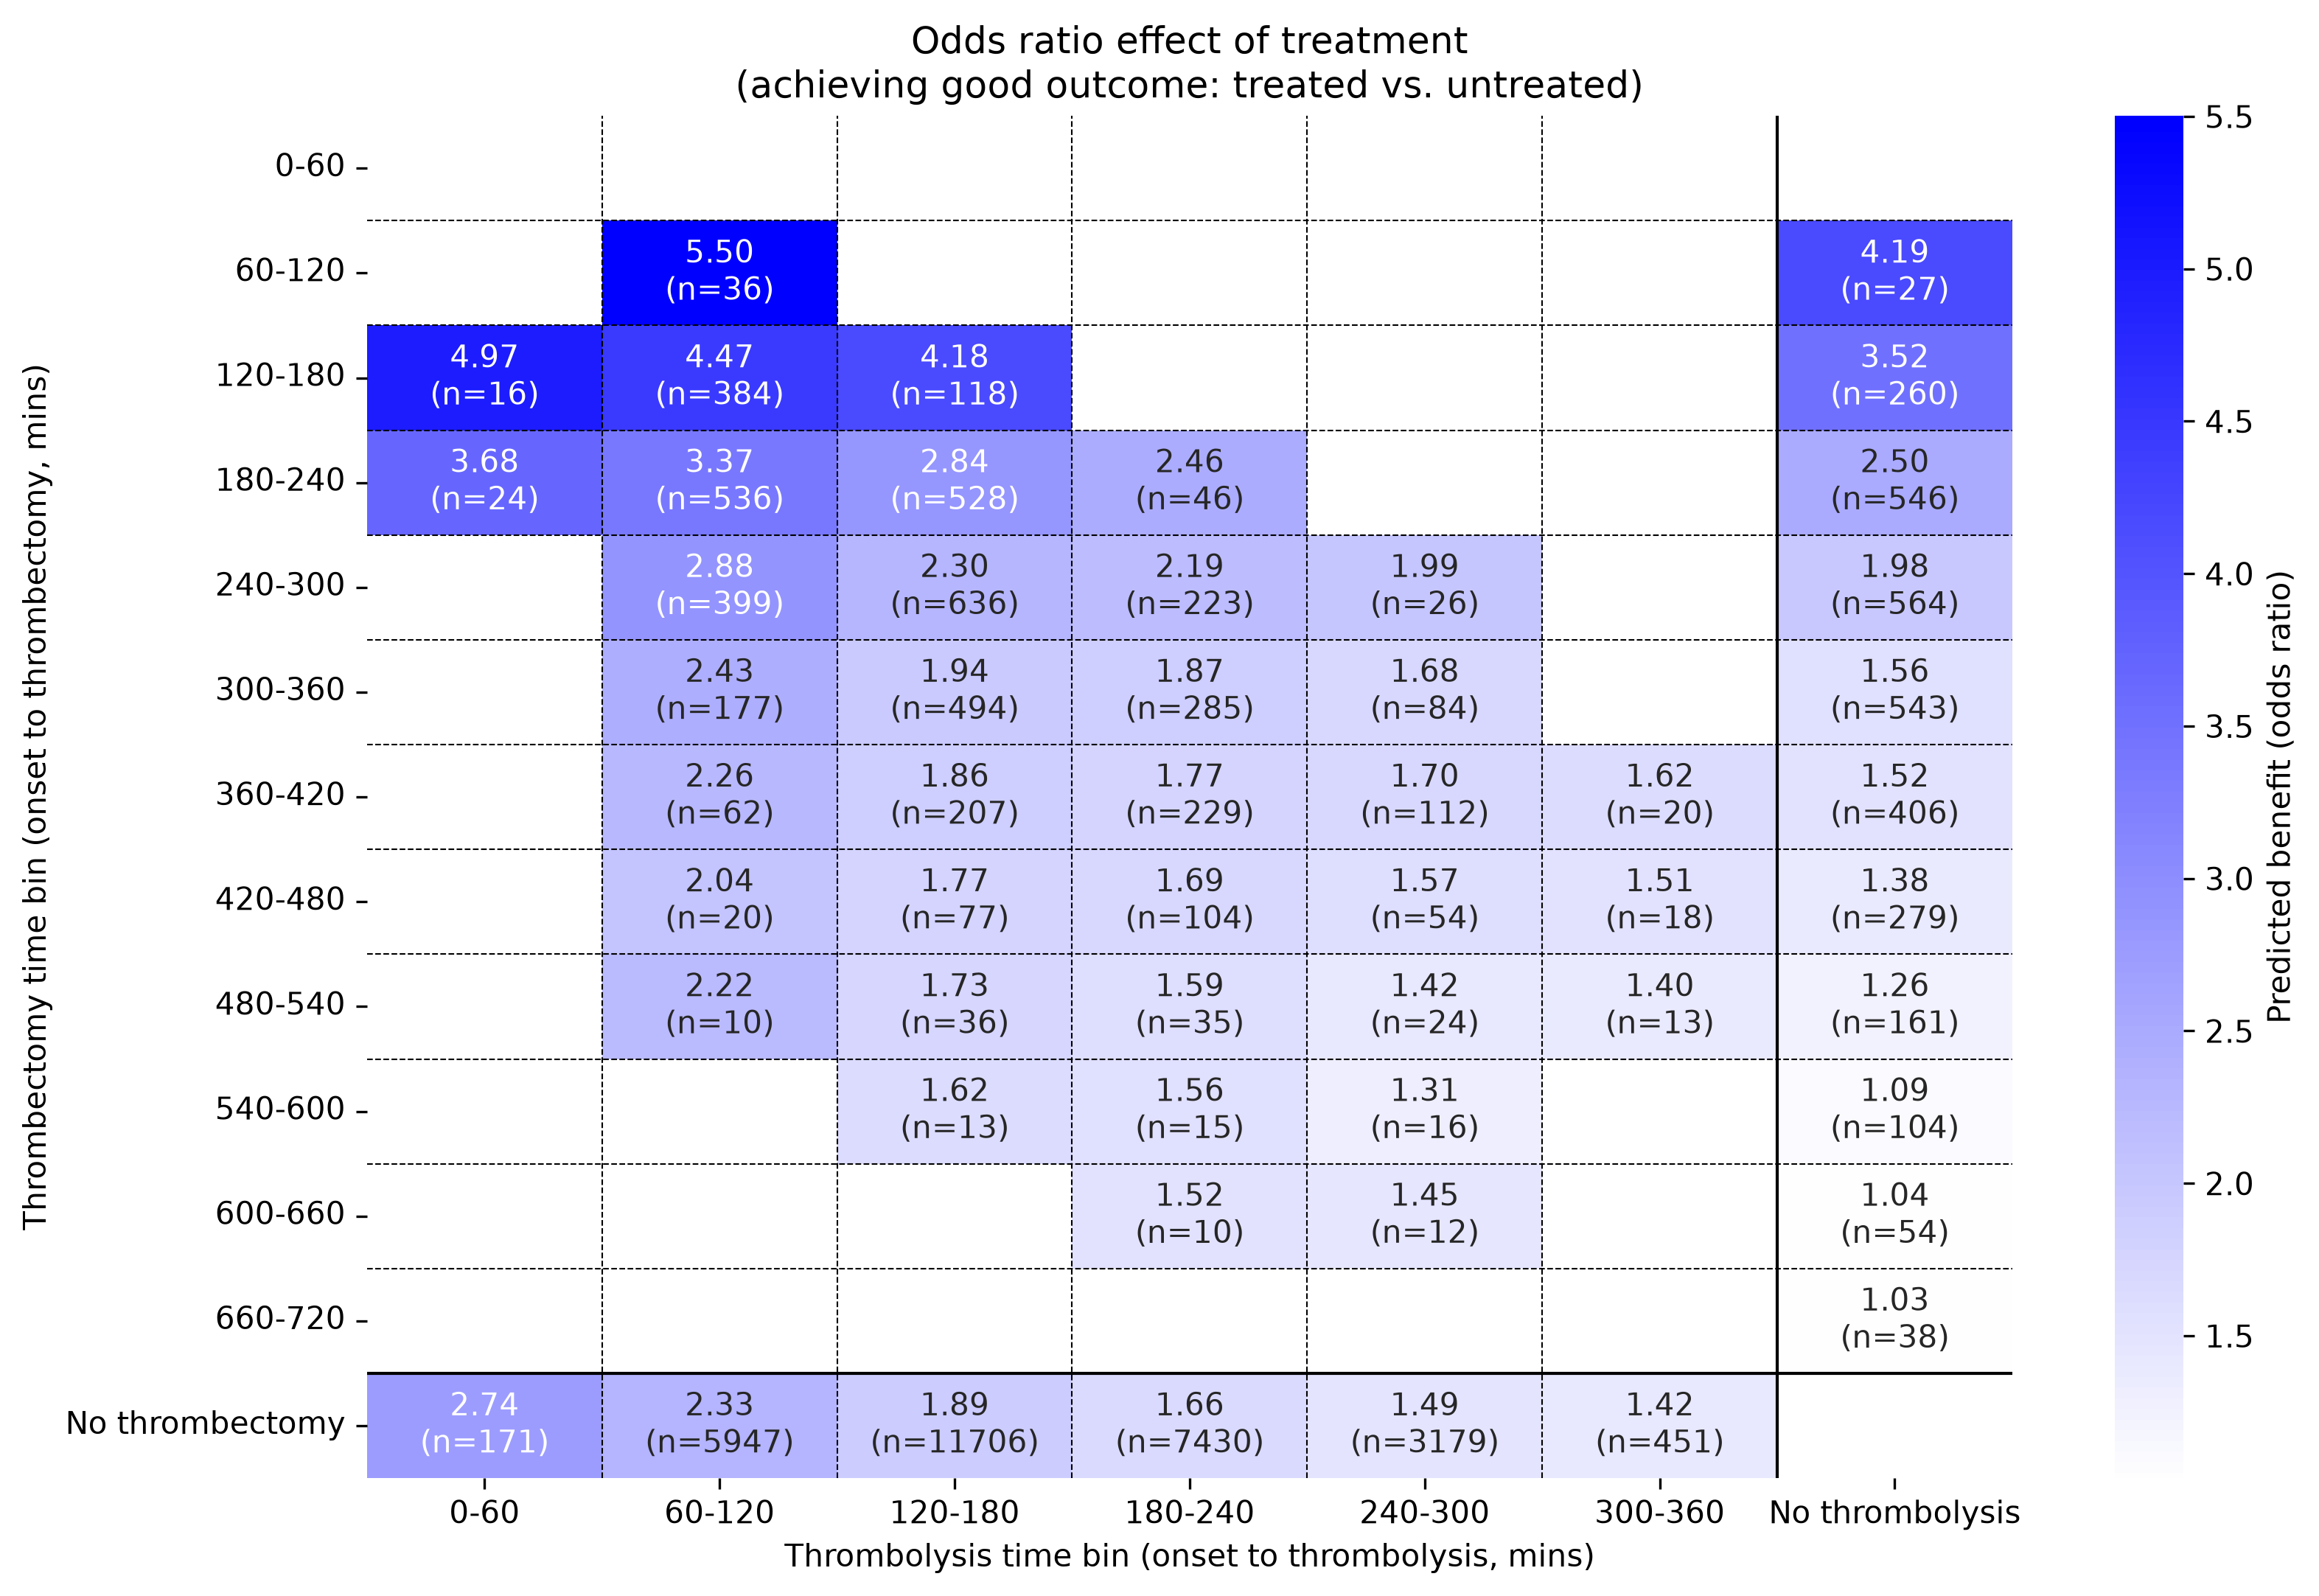 Odds ratio effect of treatment
(achieving good outcome: treated vs. untreated)
Thrombectomy time bin (onset to thrombectomy, mins)
0-60
60-120
5.50
(n=36)
4.19
(n=27)
120-180
4.97
(n=16)
4.47
(n=384)
4.18
(n=118)
3.52
(n=260)
180-240
3.68
(n=24)
3.37
(n=536)
2.84
(n=528)
2.46
(n=46)
2.50
(n=546)
240-300
2.88
(n=399)
2.30
(n=636)
2.19
(n=223)
1.99
(n=26)
1.98
(n=564)
300-360
2.43
(n=177)
1.94
(n=494)
1.87
(n=285)
1.68
(n=84)
1.56
(n=543)
360-420
2.26
(n=62)
1.86
(n=207)
1.77
(n=229)
1.70
(n=112)
1.62
(n=20)
1.52
(n=406)
420-480
2.04
(n=20)
1.77
(n=77)
1.69
(n=104)
1.57
(n=54)
1.51
(n=18)
1.38
(n=279)
480-540
2.22
(n=10)
1.73
(n=36)
1.59
(n=35)
1.42
(n=24)
1.40
(n=13)
1.26
(n=161)
540-600
1.62
(n=13)
1.56
(n=15)
1.31
(n=16)
1.09
(n=104)
600-660
1.52
(n=10)
1.45
(n=12)
1.04
(n=54)
660-720
1.03
(n=38)
No thrombectomy
2.74
(n=171)
2.33
(n=5947)
1.89
(n=11706)
1.66
(n=7430)
1.49
(n=3179)
1.42
(n=451)
0-60
60-120
120-180
180-240
240-300
300-360
No thrombolysis
Thrombolysis time bin (onset to thrombolysis, mins)
5.5
5.0
4.5
4.0
3.5
3.0
2.5
2.0
1.5
Predicted benefit (odds ratio)